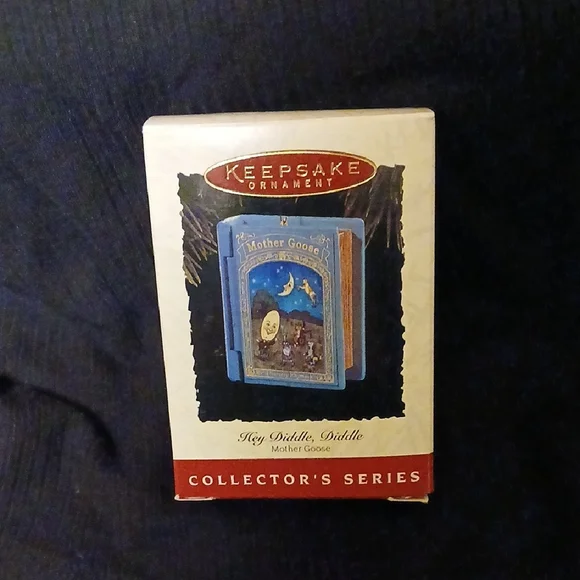 KEEPSAKE
ORNAMENT
Mother Goose
Hey Diddle, Diddle
Mother Goose
COLLECTOR'S SERIES